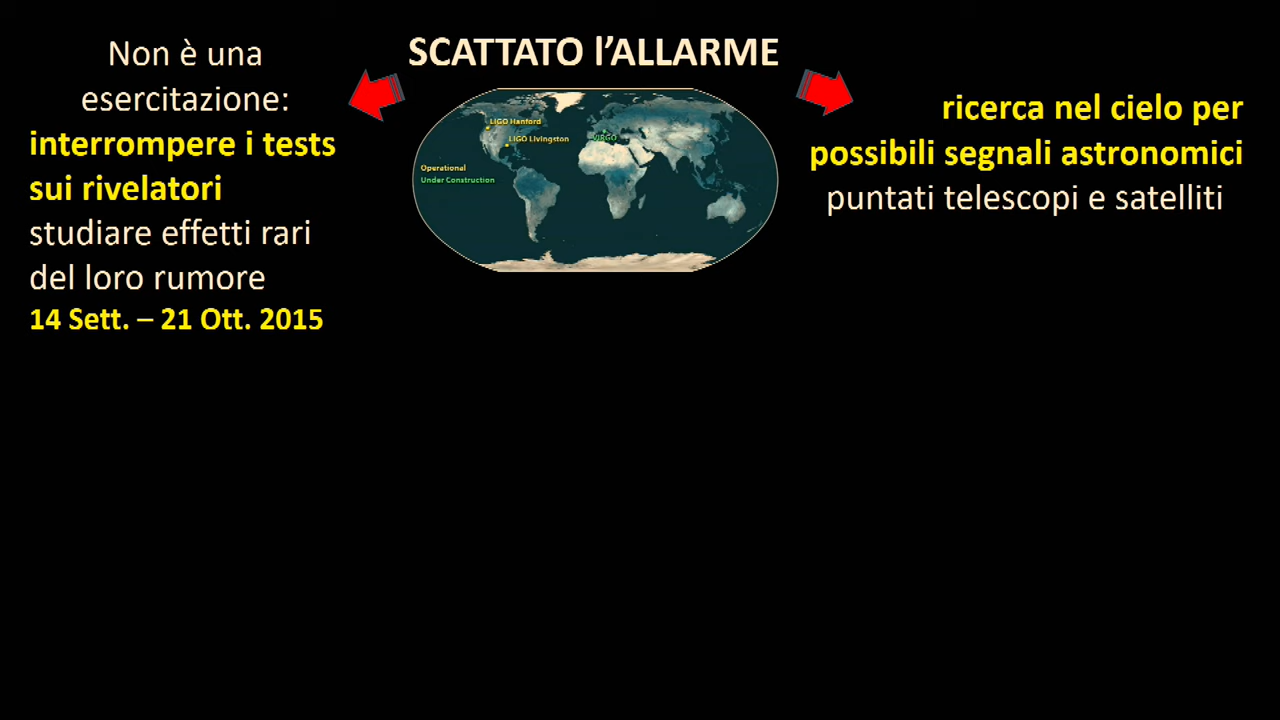 SCATTATO l’ALLARME
Non è una
esercitazione:
interrompere i tests
sui rivelatori
studiare effetti rari
del loro rumore
14 Sett. – 21 Ott. 2015
LIGO Hanford
LIGO Livingston
VIRGO
Operational
Under Construction
ricerca nel cielo per
possibili segnali astronomici
puntati telescopi e satelliti